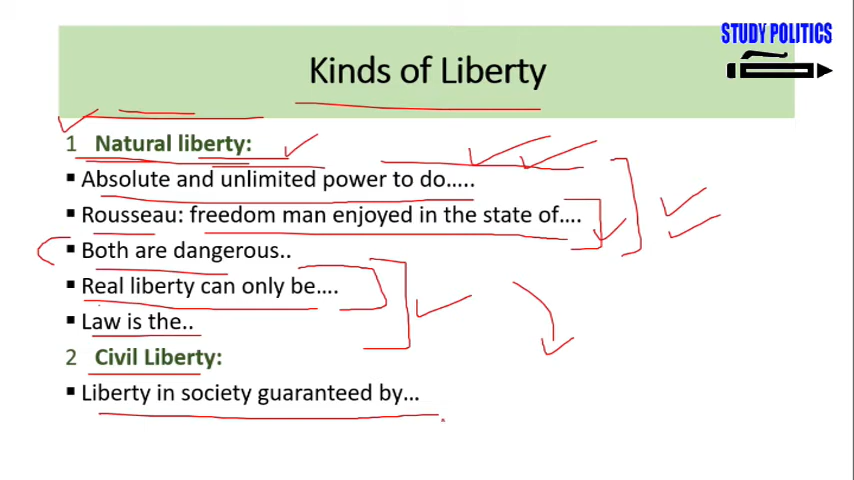 STUDY POLITICS
Kinds of Liberty
1 Natural liberty:
▪ Absolute and unlimited power to do.....
▪ Rousseau: freedom man enjoyed in the state of....
▪ Both are dangerous..
▪ Real liberty can only be....
▪ Law is the..
2 Civil Liberty:
▪ Liberty in society guaranteed by...